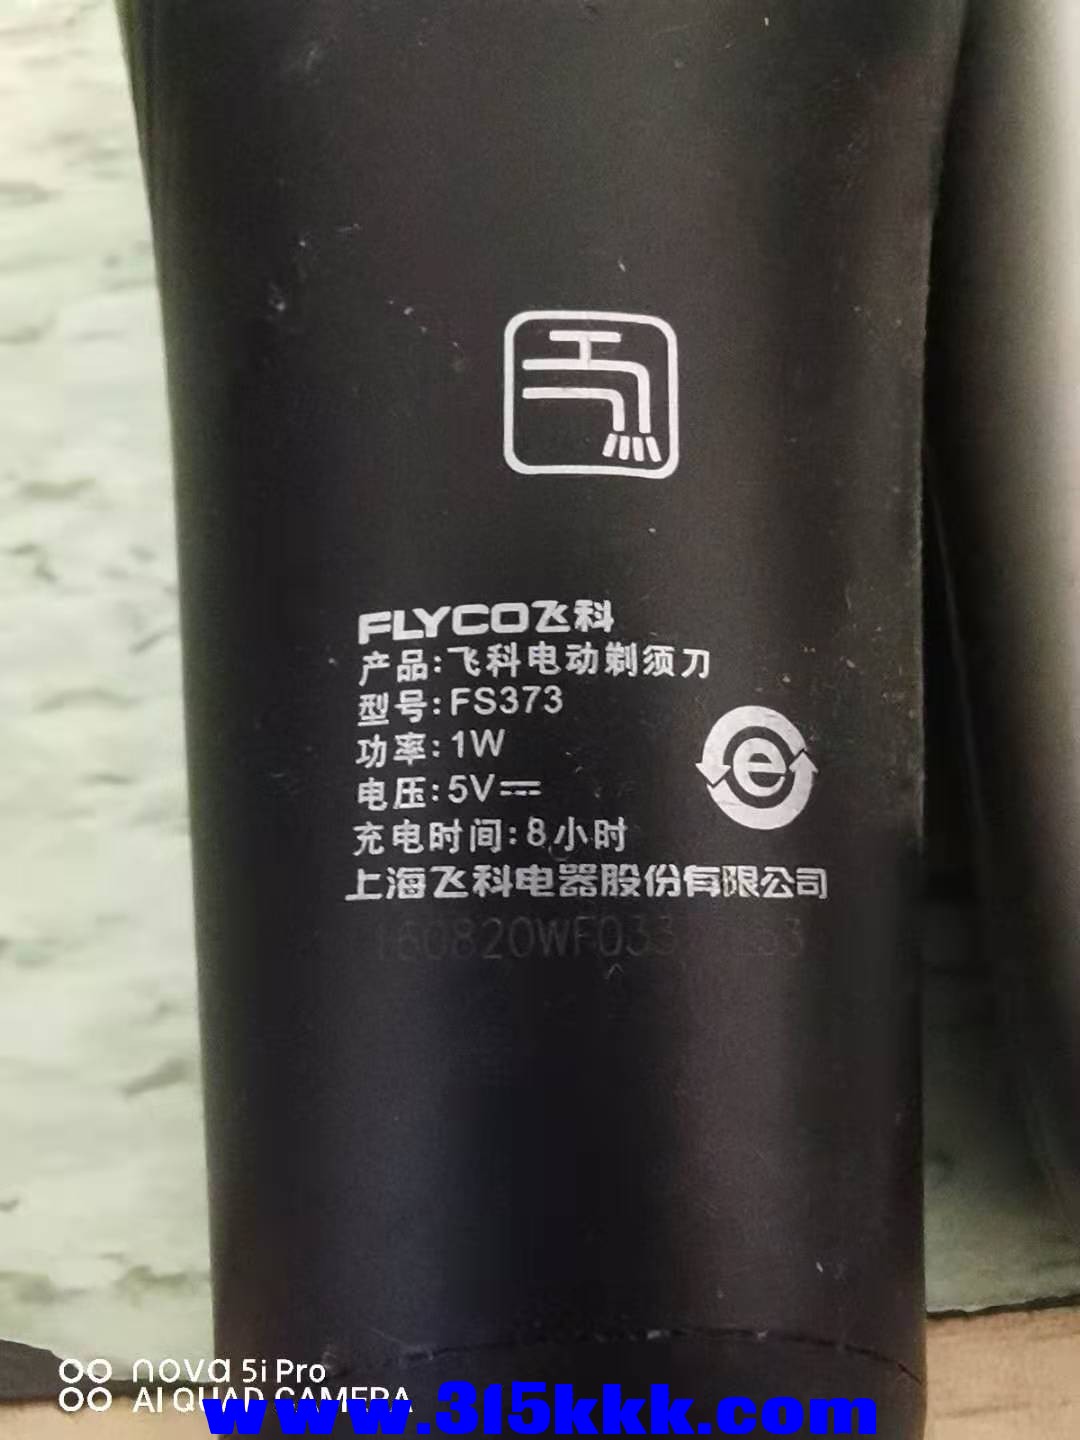 FLYCO飞科
产品:飞科电动剃须刀
型号:FS373
功率:1W
电压:5V
充电时间:8小时
e
上海飞科电器股份有限公司
160820WF033
nova 5i Pro
AI QUAD CAMERA
www.315kkk.com